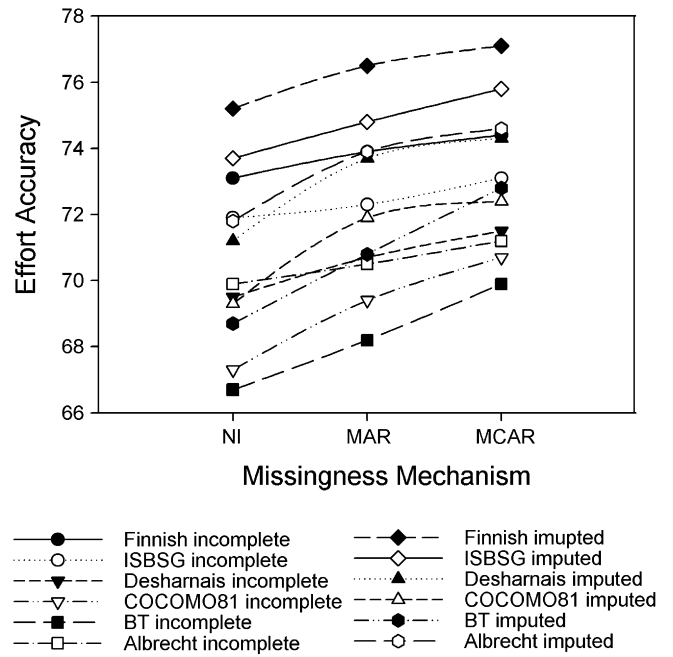 78
76
74
72
70
68
66
Effort Accuracy
NI MAR MCAR
Missingness Mechanism
Finnish incomplete
ISBSG incomplete
Desharnais incomplete
COCOMO81 incomplete
BT incomplete
Albrecht incomplete
Finnish imupted
ISBSG imputed
Desharnais imputed
COCOMO81 imputed
BT imputed
Albrecht imputed